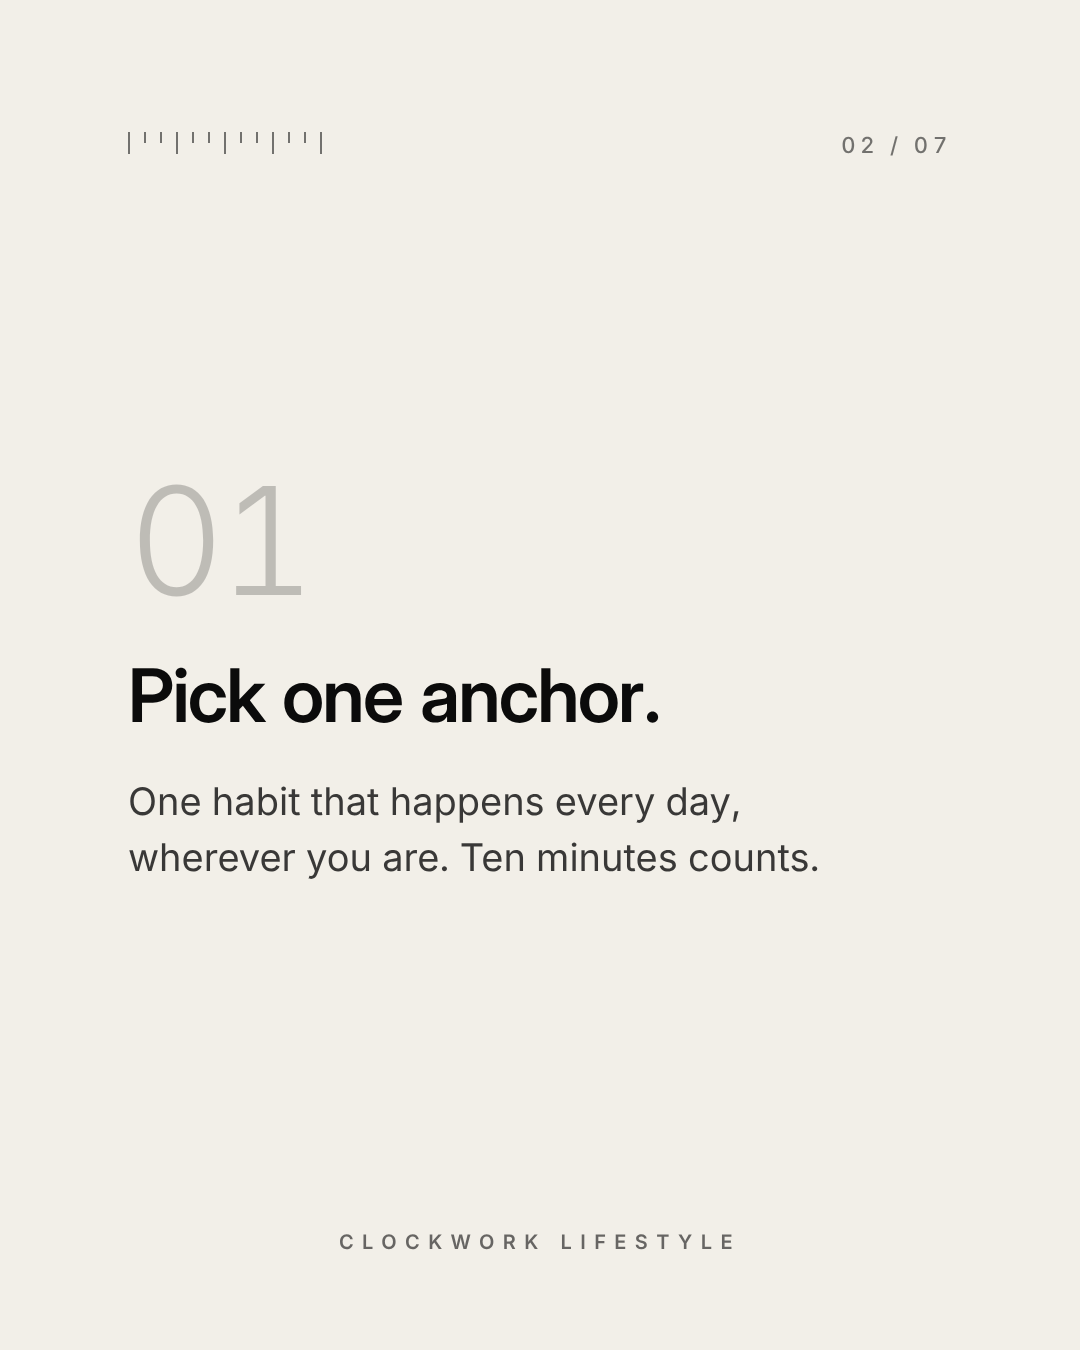 02 / 07
01
Pick one anchor.
One habit that happens every day,
wherever you are. Ten minutes counts.
CLOCKWORK LIFESTYLE